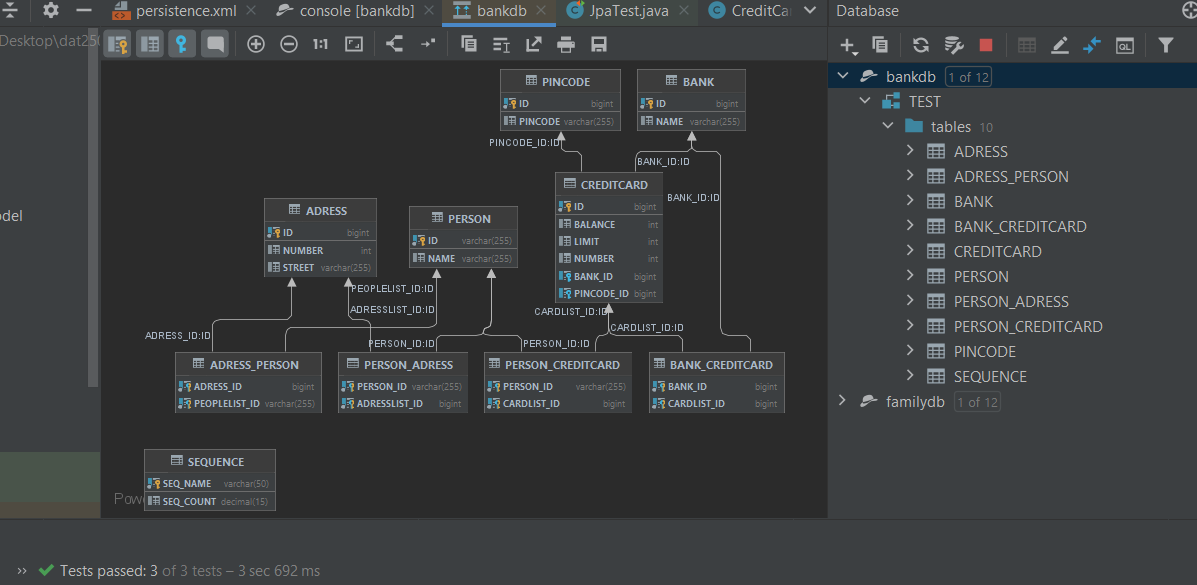 persistence.xml
console [bankdb]
bankdb
JpaTest.java
CreditCa
Database
Desktop\dat250
1:1
QL
odel
PINCODE
ID bigint
PINCODE varchar(255)
BANK
ID bigint
NAME varchar(255)
PINCODE_ID:ID
BANK_ID:ID
BANK_ID:ID
CREDITCARD
ID bigint
BALANCE int
LIMIT int
NUMBER int
BANK_ID bigint
PINCODE_ID bigint
ADRESS
ID bigint
NUMBER int
STREET varchar(255)
PERSON
ID varchar(255)
NAME varchar(255)
PEOPLELIST_ID:ID
ADRESSLIST_ID:ID
CARDLIST_ID:ID
CARDLIST_ID:ID
ADRESS_ID:ID
PERSON_ID:ID
PERSON_ID:ID
ADRESS_PERSON
ADRESS_ID bigint
PEOPLELIST_ID varchar(255)
PERSON_ADRESS
PERSON_ID varchar(255)
ADRESSLIST_ID bigint
PERSON_CREDITCARD
PERSON_ID varchar(255)
CARDLIST_ID bigint
BANK_CREDITCARD
BANK_ID bigint
CARDLIST_ID bigint
SEQUENCE
SEQ_NAME varchar(50)
SEQ_COUNT decimal(15)
Powe
bankdb 1 of 12
TEST
tables 10
ADRESS
ADRESS_PERSON
BANK
BANK_CREDITCARD
CREDITCARD
PERSON
PERSON_ADRESS
PERSON_CREDITCARD
PINCODE
SEQUENCE
familydb 1 of 12
Tests passed: 3 of 3 tests – 3 sec 692 ms